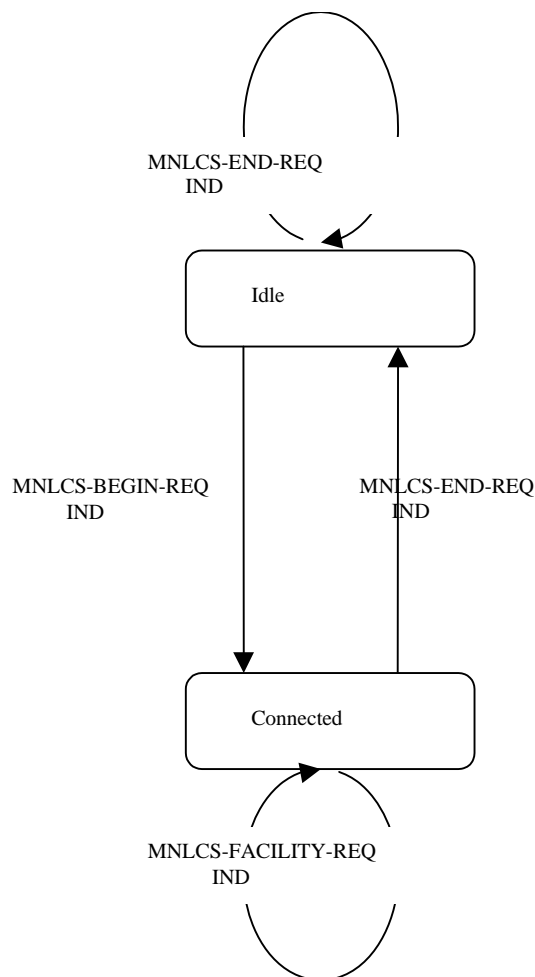 MNLCS-END-REQ
IND
Idle
MNLCS-BEGIN-REQ
IND
MNLCS-END-REQ
IND
Connected
MNLCS-FACILITY-REQ
IND